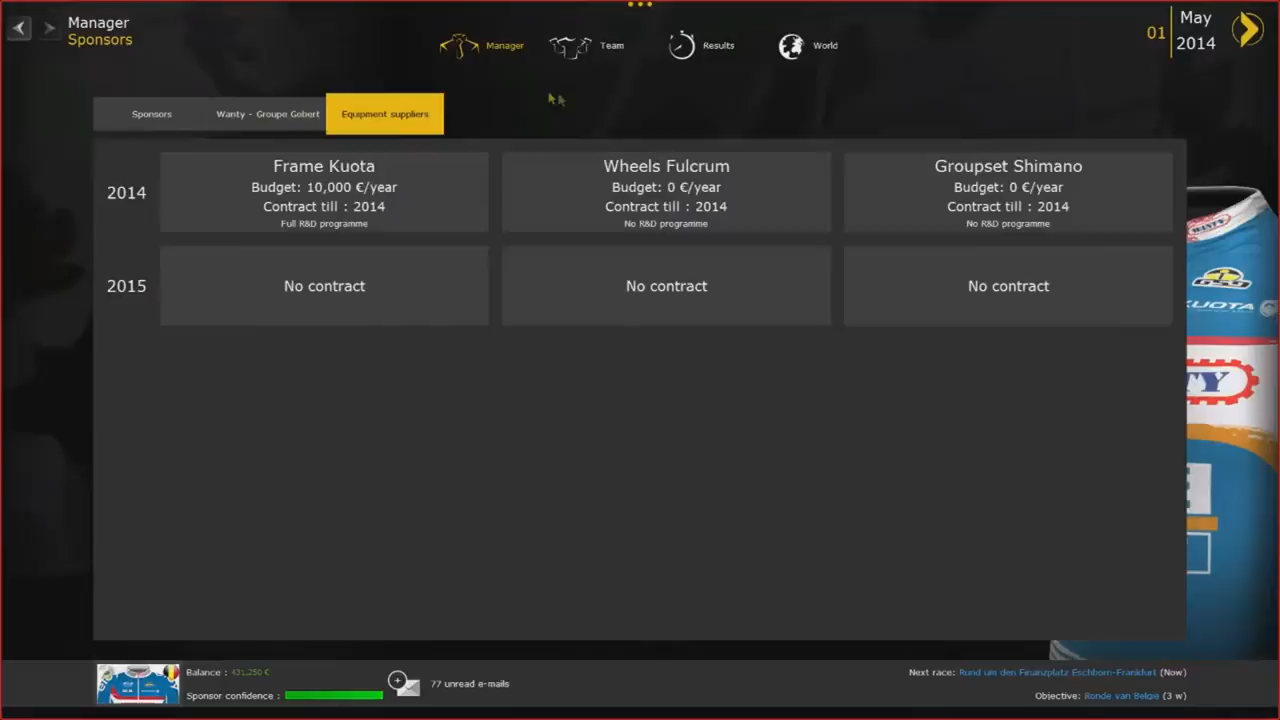 Manager
Sponsors
Manager
Team
Results
World
01
May
2014
Sponsors
Wanty - Groupe Gobert
Equipment suppliers
2014
Frame Kuota
Budget: 10,000 €/year
Contract till : 2014
Full R&D programme
Wheels Fulcrum
Budget: 0 €/year
Contract till : 2014
No R&D programme
Groupset Shimano
Budget: 0 €/year
Contract till : 2014
No R&D programme
2015
No contract
No contract
No contract
KUOTA
Balance : 431,250 €
Sponsor confidence :
77 unread e-mails
Next race: Rund um den Finanzplatz Eschborn-Frankfurt (Now)
Objective: Ronde van Belgie (3 w)